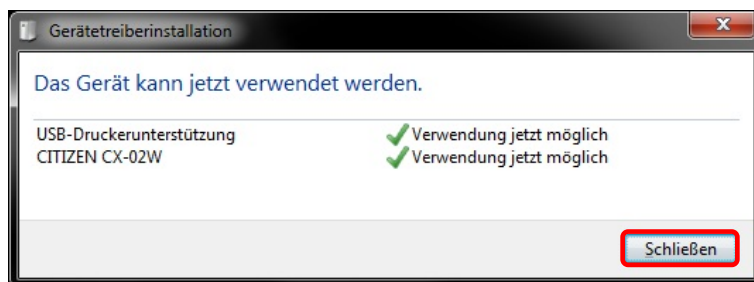 Gerätetreiberinstallation
Das Gerät kann jetzt verwendet werden.
USB-Druckerunterstützung Verwendung jetzt möglich
CITIZEN CX-02W Verwendung jetzt möglich
Schließen